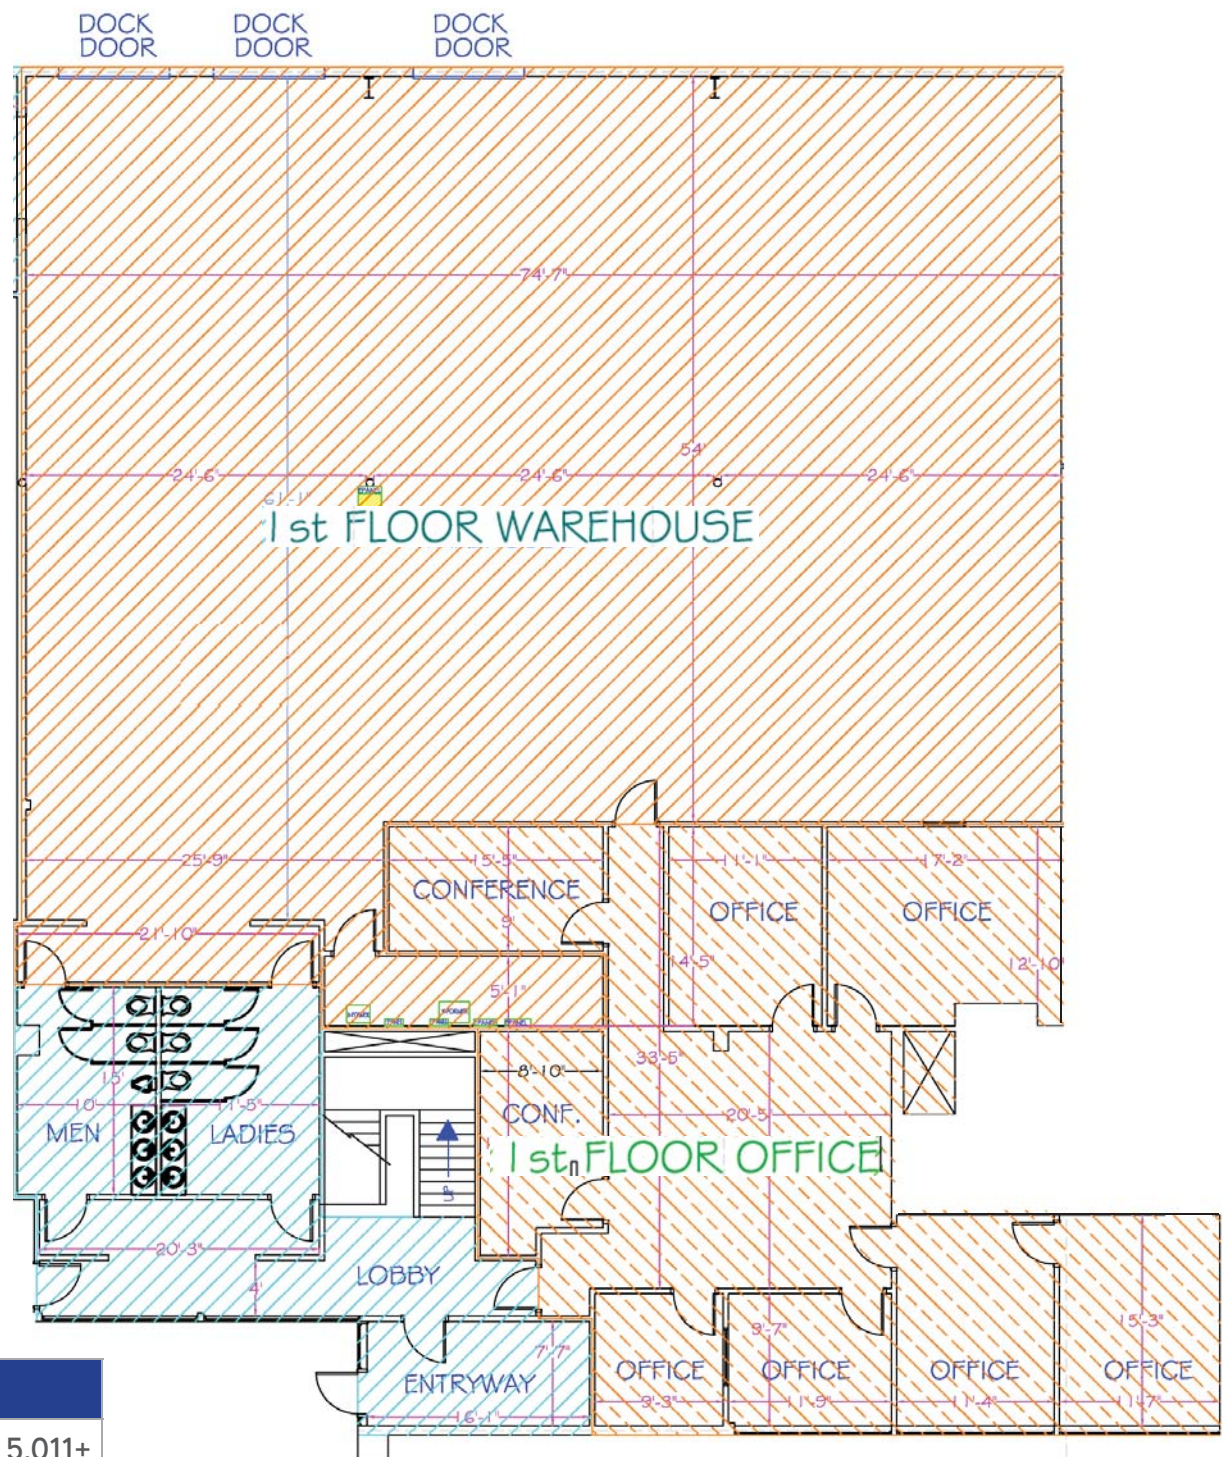 DOCK DOOR
DOCK DOOR
DOCK DOOR
74'-7"
54'
24'-6"
24'-6"
24'-6"
61'-1"
1st FLOOR WAREHOUSE
25'-9"
15'-5"
11'-1"
17'-2"
CONFERENCE
OFFICE
OFFICE
9'
21'-10"
14'-5"
12'-10"
5'-1"
33'-5"
8'-10"
15'
10'
11'-5"
CONF.
20'-5"
MEN
LADIES
1st FLOOR OFFICE
UP
20'-3"
LOBBY
4'
15'-3"
9'-7"
7'-7"
ENTRYWAY
OFFICE
OFFICE
OFFICE
OFFICE
16'-1"
9'-3"
11'-9"
11'-4"
11'-7"
5,011+